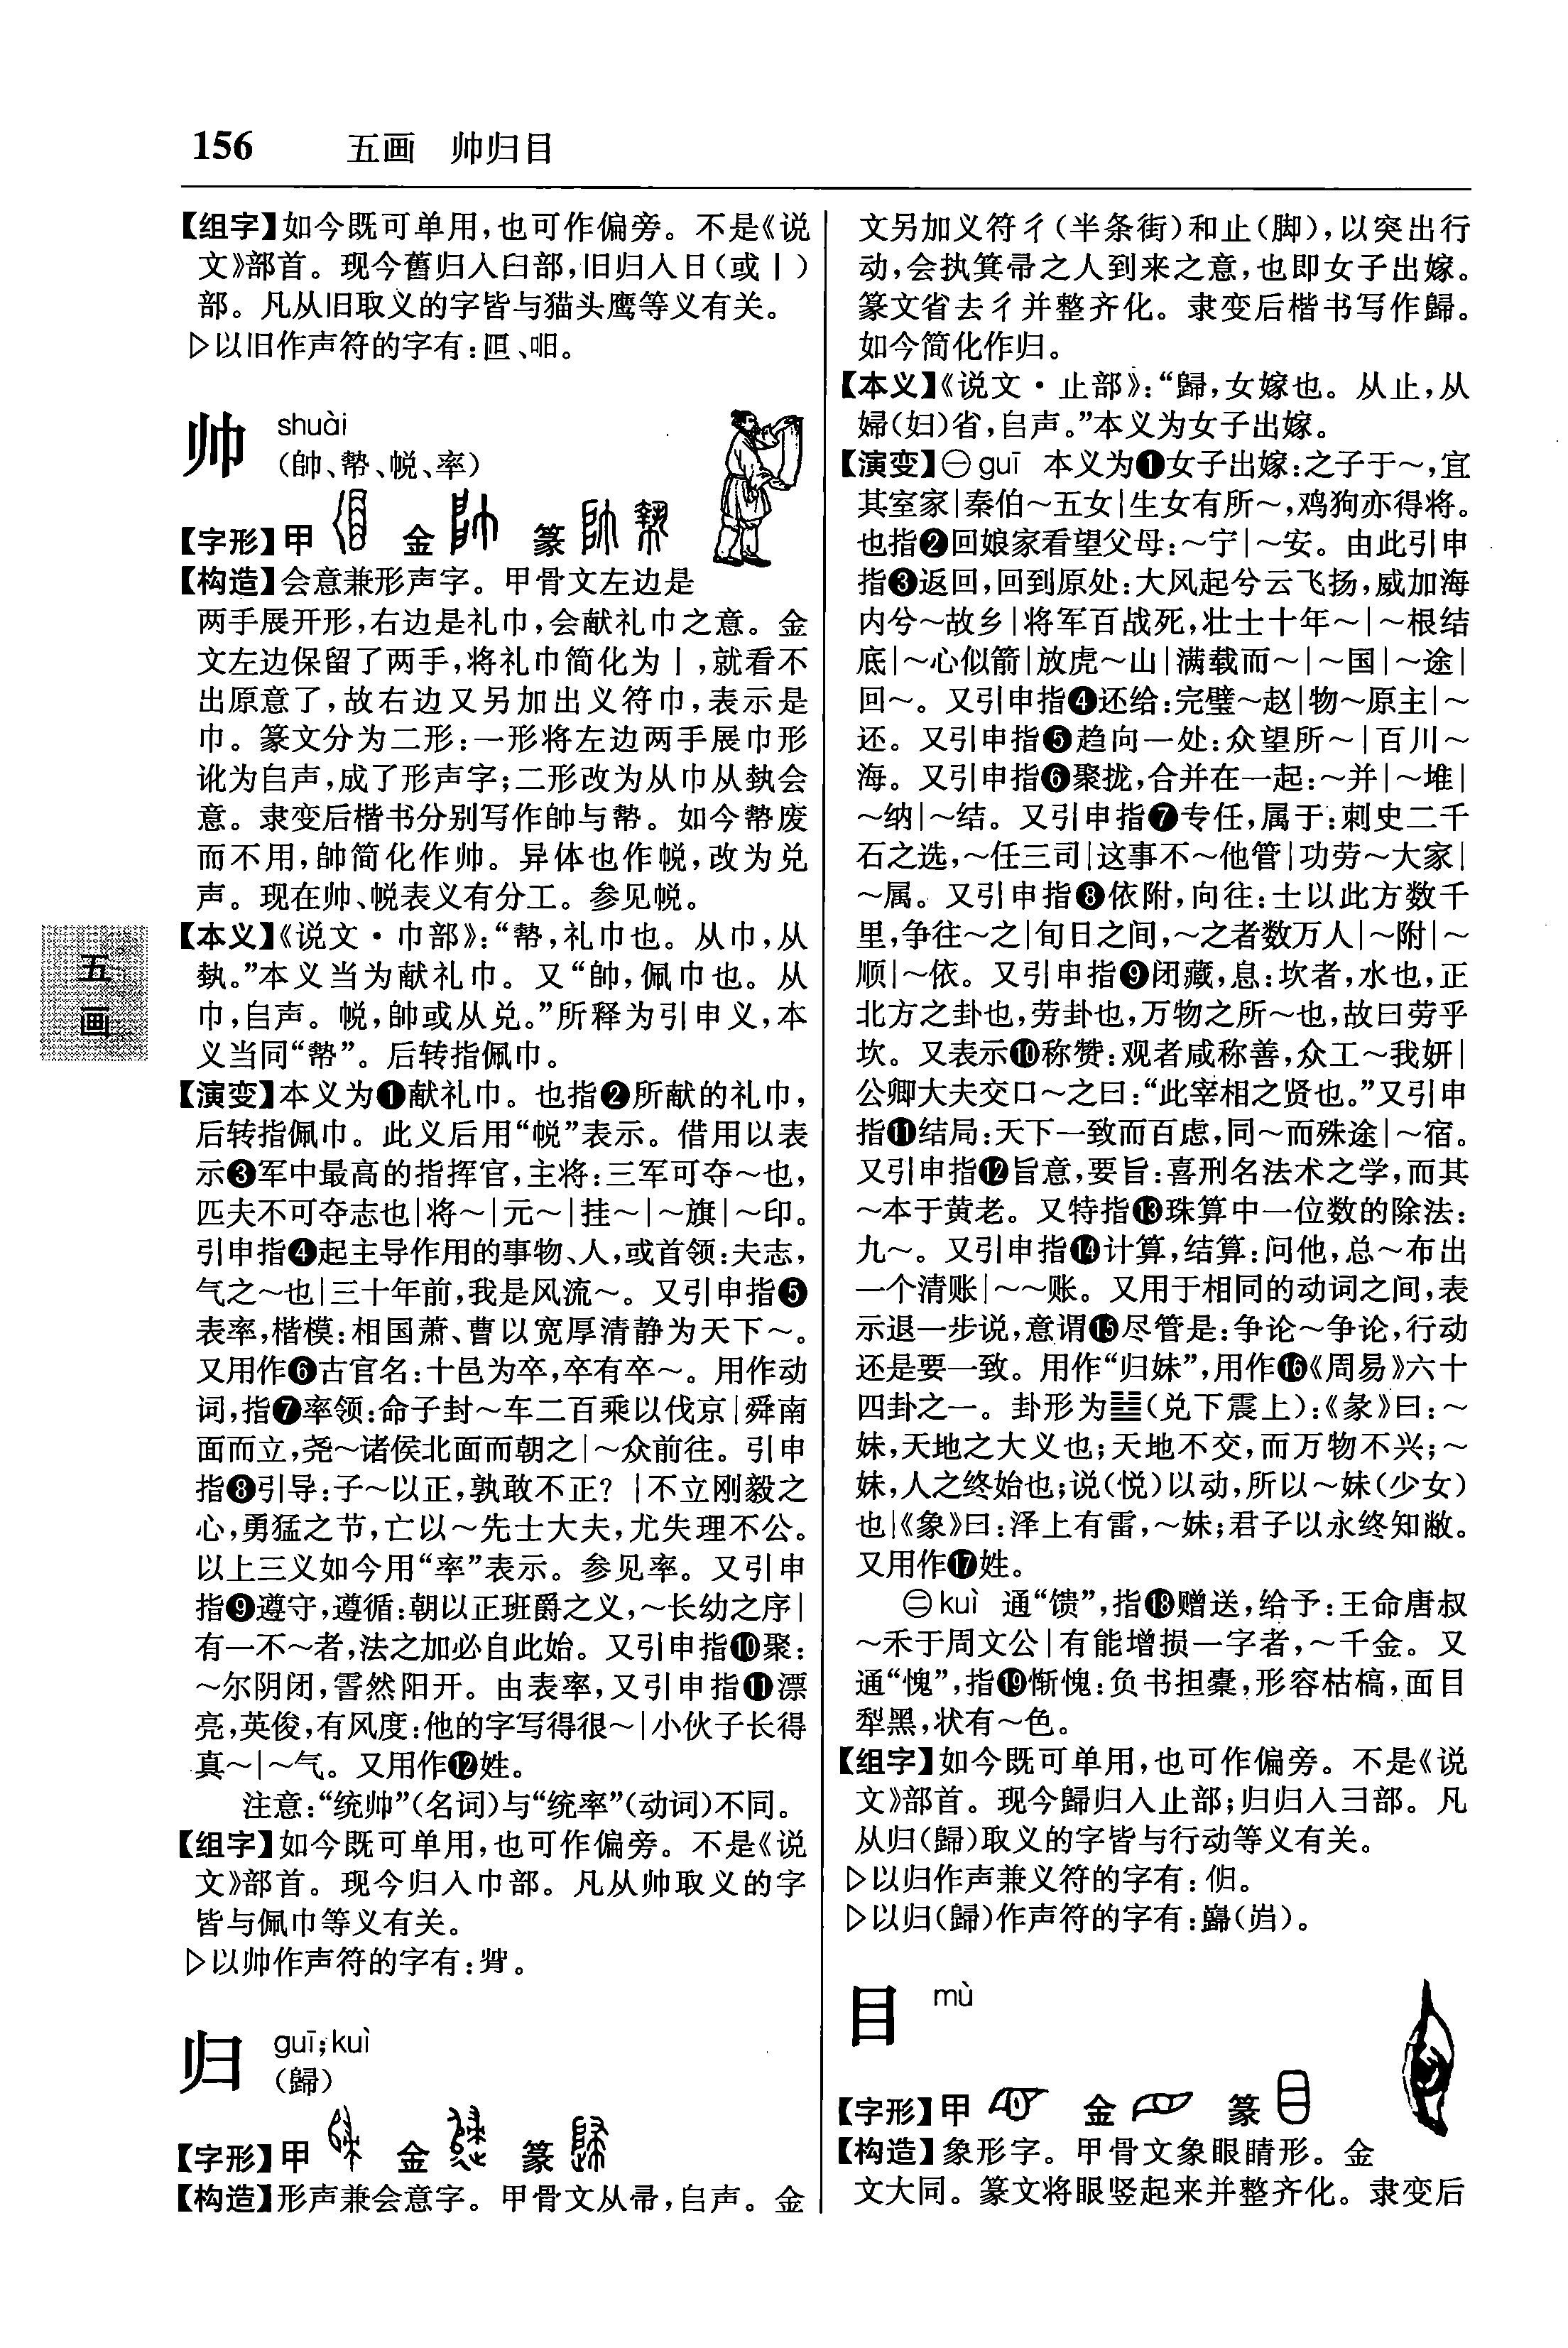 156 五画 帅归目
【组字】如今既可单用,也可作偏旁。不是《说
文》部首。现今舊归入臼部,旧归入日(或丨)
部。凡从旧取义的字皆与猫头鹰等义有关。
▷以旧作声符的字有:
帅 shuài
(帥、帨、率)
【字形】甲 金 篆
【构造】会意兼形声字。甲骨文左边是
两手展开形,右边是礼巾,会献礼巾之意。金
文左边保留了两手,将礼巾简化为丨,就看不
出原意了,故右边又另加出义符巾,表示是
巾。篆文分为二形:一形将左边两手展巾形
讹为𠂤声,成了形声字;二形改为从巾从执会
意。隶变后楷书分别写作帥与㡇。如今㡇废
而不用,帥简化作帅。异体也作帨,改为兑
声。现在帅、帨表义有分工。参见帨。
【本义】《说文·巾部》:“㡇,礼巾也。从巾,从
执。”本义当为献礼巾。又“帥,佩巾也。从
巾,𠂤声。帨,帥或从兑。”所释为引申义,本
义当同“㡇”。后转指佩巾。
【演变】本义为❶献礼巾。也指❷所献的礼巾,
后转指佩巾。此义后用“帨”表示。借用以表
示❸军中最高的指挥官,主将:三军可夺～也,
匹夫不可夺志也|将～|元～|挂～|～旗|～印。
引申指❹起主导作用的事物、人,或首领:夫志,
气之～也|三十年前,我是风流～。又引申指❺
表率,楷模:相国萧、曹以宽厚清静为天下～。
又用作❻古官名:十邑为卒,卒有卒～。用作动
词,指❼率领:命子封～车二百乘以伐京|舜南
面而立,尧～诸侯北面而朝之|～众前往。引申
指❽引导:子～以正,孰敢不正?|不立刚毅之
心,勇猛之节,亡以～先士大夫,尤失理不公。
以上三义如今用“率”表示。参见率。又引申
指❾遵守,遵循:朝以正班爵之义,～长幼之序|
有一不～者,法之加必自此始。又引申指❿聚:
～尔阴闭,霅然阳开。由表率,又引申指⓫漂
亮,英俊,有风度:他的字写得很～|小伙子长得
真～|～气。又用作⓬姓。
注意:“统帅”(名词)与“统率”(动词)不同。
【组字】如今既可单用,也可作偏旁。不是《说
文》部首。现今归入巾部。凡从帅取义的字
皆与佩巾等义有关。
▷以帅作声符的字有:
归 guī;kuì
(歸)
【字形】甲 金 篆
【构造】形声兼会意字。甲骨文从帚,𠂤声。金
文另加义符彳(半条街)和止(脚),以突出行
动,会执箕帚之人到来之意,也即女子出嫁。
篆文省去彳并整齐化。隶变后楷书写作歸。
如今简化作归。
【本义】《说文·止部》:“歸,女嫁也。从止,从
婦(妇)省,𠂤声。”本义为女子出嫁。
【演变】㊀guī 本义为❶女子出嫁:之子于～,宜
其室家|秦伯～五女|生女有所～,鸡狗亦得将。
也指❷回娘家看望父母:～宁|～安。由此引申
指❸返回,回到原处:大风起兮云飞扬,威加海
内兮～故乡|将军百战死,壮士十年～|～根结
底|～心似箭|放虎～山|满载而～|～国|～途|
回～。又引申指❹还给:完璧～赵|物～原主|～
还。又引申指❺趋向一处:众望所～|百川～
海。又引申指❻聚拢,合并在一起:～并|～堆|
～纳|～结。又引申指❼专任,属于:刺史二千
石之选,～任三司|这事不～他管|功劳～大家|
～属。又引申指❽依附,向往:士以此方数千
里,争往～之|旬日之间,～之者数万人|～附|～
顺|～依。又引申指❾闭藏,息:坎者,水也,正
北方之卦也,劳卦也,万物之所～也,故曰劳乎
坎。又表示❿称赞:观者咸称善,众工～我妍|
公卿大夫交口～之曰:“此宰相之贤也。”又引申
指⓫结局:天下一致而百虑,同～而殊途|～宿。
又引申指⓬旨意,要旨:喜刑名法术之学,而其
～本于黄老。又特指⓭珠算中一位数的除法:
九～。又引申指⓮计算,结算:问他,总～布出
一个清账|～～账。又用于相同的动词之间,表
示退一步说,意谓⓯尽管是:争论～争论,行动
还是要一致。用作“归妹”,用作⓰《周易》六十
四卦之一。卦形为䷵(兑下震上):《彖》曰:～
妹,天地之大义也;天地不交,而万物不兴;～
妹,人之终始也;说(悦)以动,所以～妹(少女)
也|《象》曰:泽上有雷,～妹;君子以永终知敝。
又用作⓱姓。
㊁kuì 通“馈”,指⓲赠送,给予:王命唐叔
～禾于周文公|有能增损一字者,～千金。又
通“愧”,指⓳惭愧:负书担橐,形容枯槁,面目
犁黑,状有～色。
【组字】如今既可单用,也可作偏旁。不是《说
文》部首。现今歸归入止部;归归入彐部。凡
从归(歸)取义的字皆与行动等义有关。
▷以归作声兼义符的字有:
▷以归(歸)作声符的字有:巋(岿)。
目 mù
【字形】甲 金 篆
【构造】象形字。甲骨文象眼睛形。金
文大同。篆文将眼竖起来并整齐化。隶变后
五画